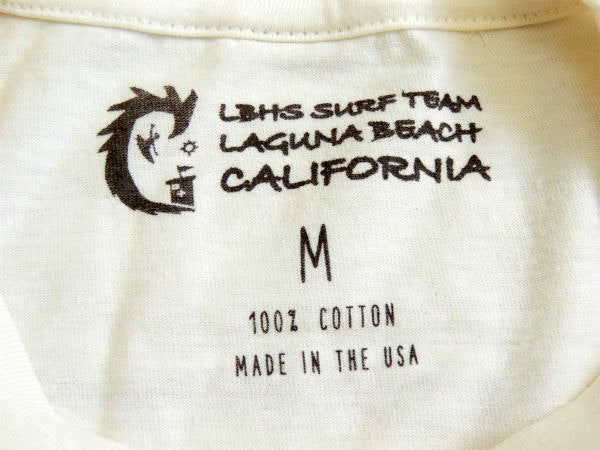 LBHS SURF TEAM
LAGUNA BEACH
CALIFORNIA
M
100% COTTON
MADE IN THE USA